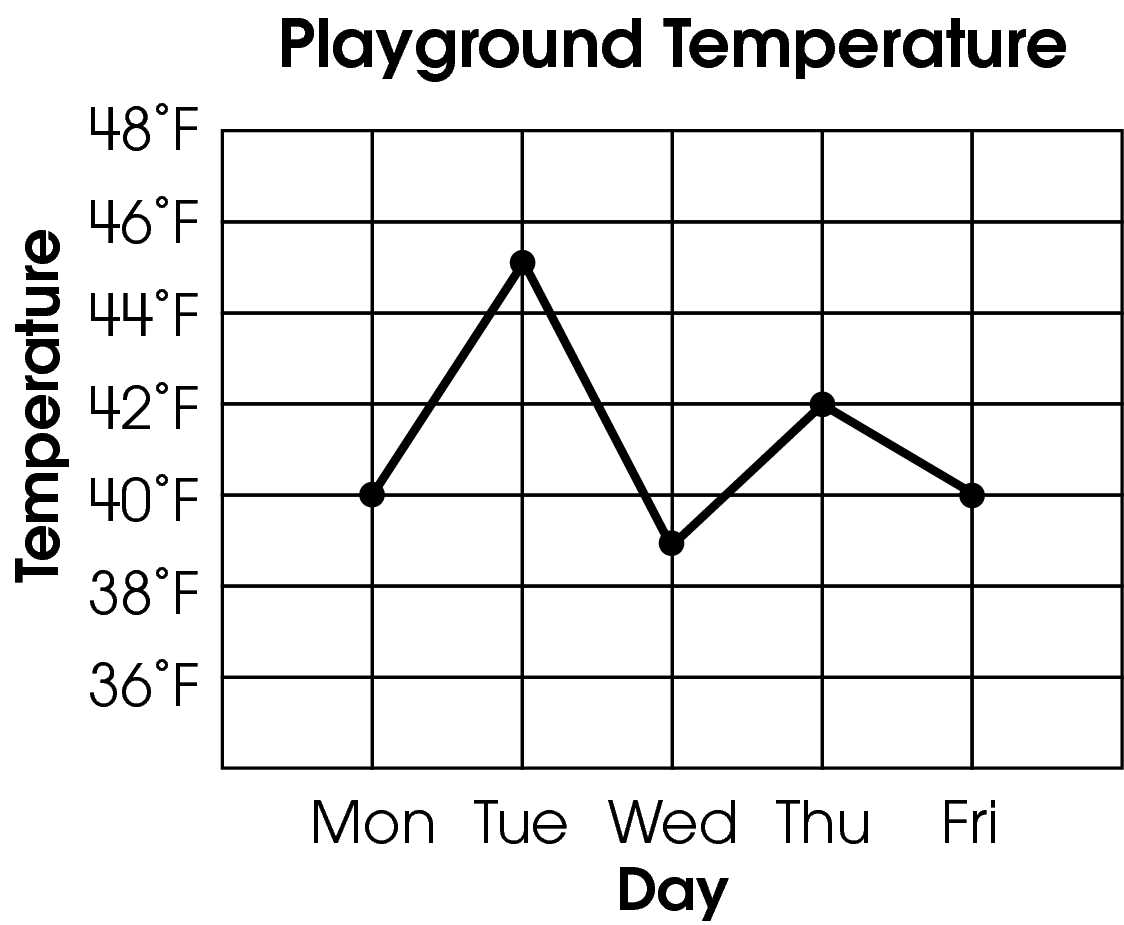 Playground Temperature
48°F
46°F
44°F
42°F
40°F
38°F
36°F
Temperature
Mon Tue Wed Thu Fri
Day